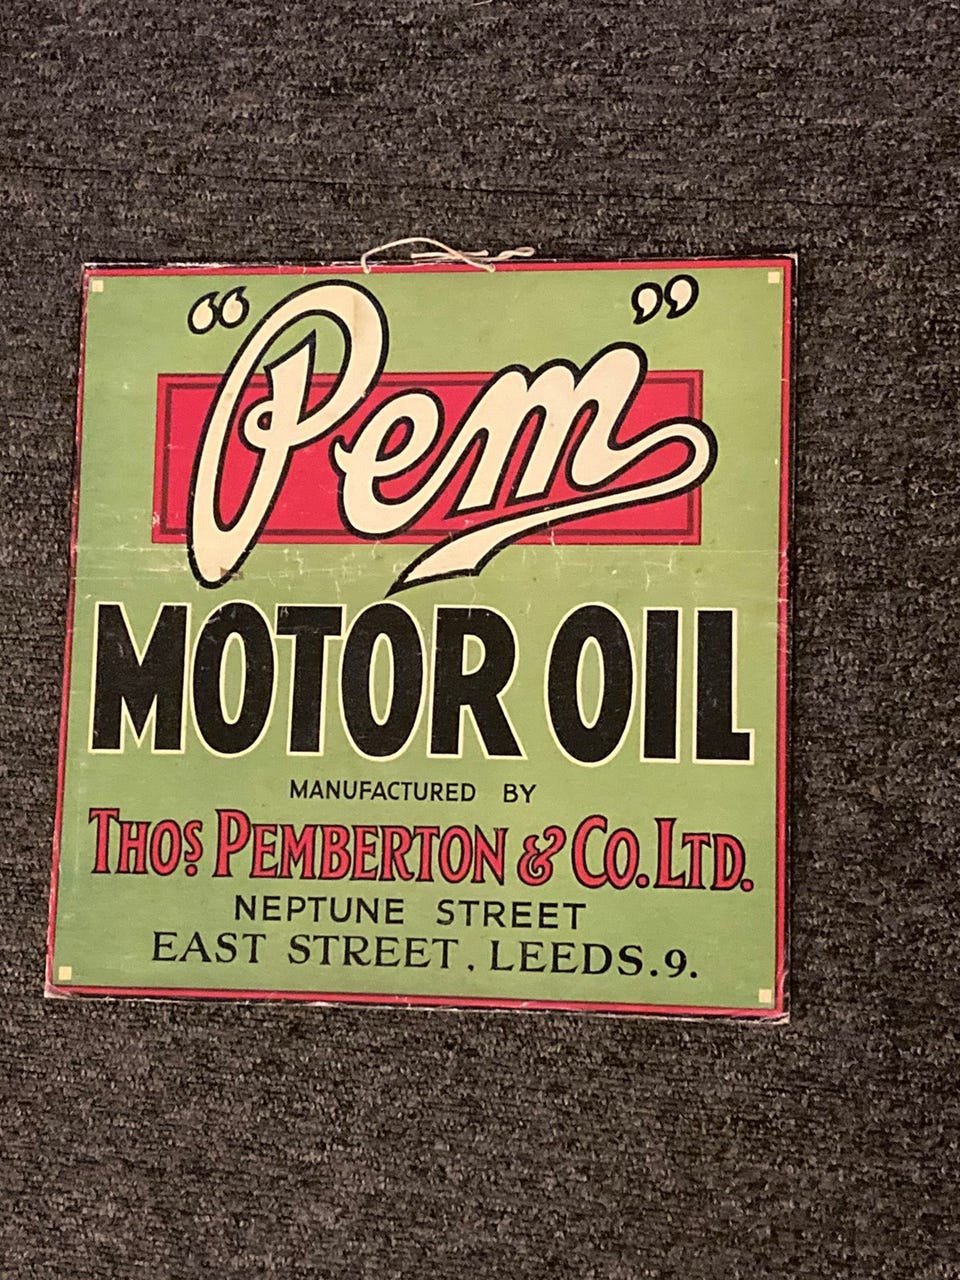 “Pem”
MOTOR OIL
MANUFACTURED BY
THOS PEMBERTON & CO. LTD.
NEPTUNE STREET
EAST STREET. LEEDS.9.